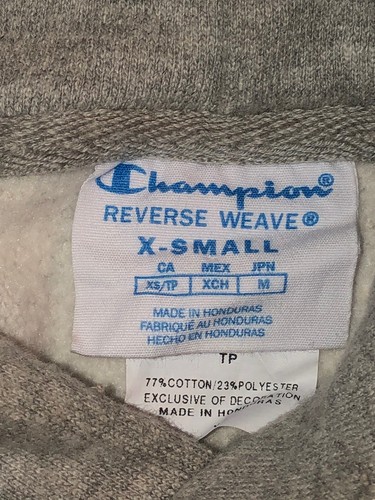 Champion®
REVERSE WEAVE®
X-SMALL
CA MEX JPN
XS/TP XCH M
MADE IN HONDURAS
FABRIQUÉ AU HONDURAS
HECHO EN HONDURAS
TP
77%COTTON/23%POLYESTER
EXCLUSIVE OF DECORATION
MADE IN HONDURAS